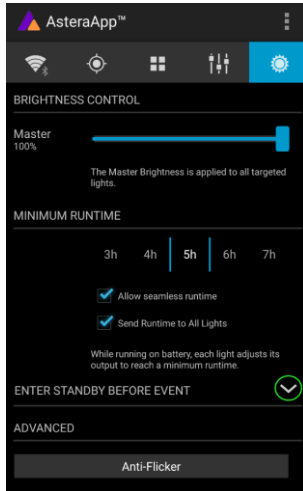 AsteraApp™
BRIGHTNESS CONTROL
Master
100%
The Master Brightness is applied to all targeted
lights.
MINIMUM RUNTIME
3h 4h 5h 6h 7h
Allow seamless runtime
Send Runtime to All Lights
While running on battery, each light adjusts its
output to reach a minimum runtime.
ENTER STANDBY BEFORE EVENT
ADVANCED
Anti-Flicker